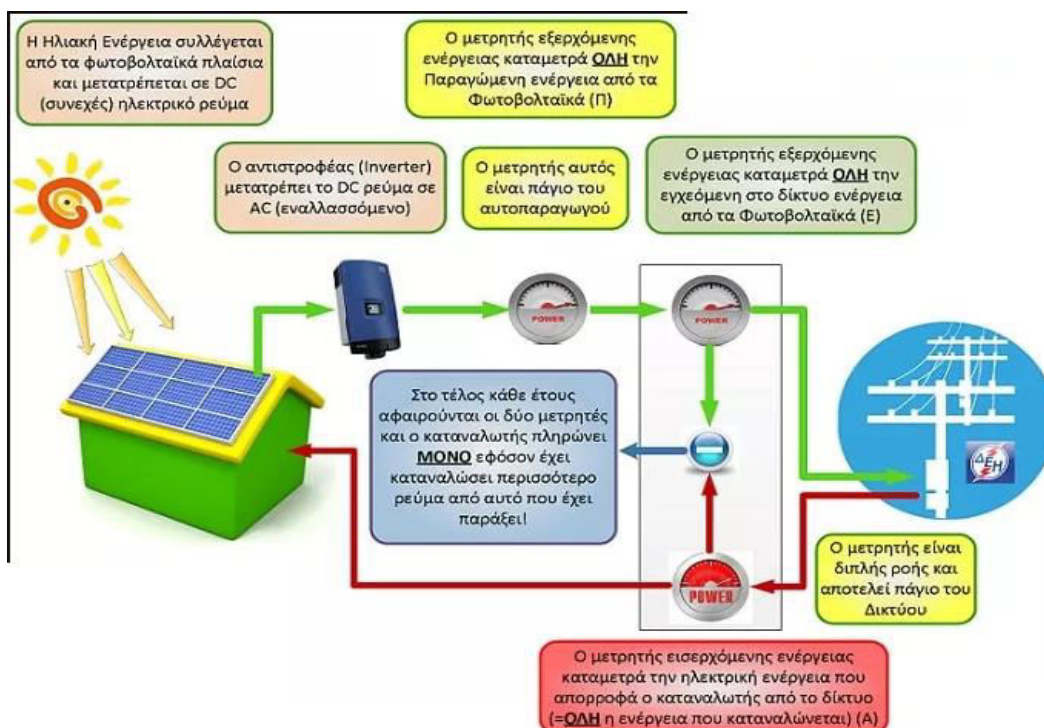 Η Ηλιακή Ενέργεια συλλέγεται
από τα φωτοβολταϊκά πλαίσια
και μετατρέπεται σε DC
(συνεχές) ηλεκτρικό ρεύμα
Ο μετρητής εξερχόμενης
ενέργειας καταμετρά ΟΛΗ την
Παραγώμενη ενέργεια από τα
Φωτοβολταϊκά (Π)
Ο αντιστροφέας (Inverter)
μετατρέπει το DC ρεύμα σε
AC (εναλλασσόμενο)
Ο μετρητής αυτός
είναι πάγιο του
αυτοπαραγωγού
Ο μετρητής εξερχόμενης
ενέργειας καταμετρά ΟΛΗ την
εγχεόμενη στο δίκτυο ενέργεια
από τα Φωτοβολταϊκά (Ε)
POWER
POWER
Στο τέλος κάθε έτους
αφαιρούνται οι δύο μετρητές
και ο καταναλωτής πληρώνει
ΜΟΝΟ εφόσον έχει
καταναλώσει περισσότερο
ρεύμα από αυτό που έχει
παράξει!
ΔΕΗ
POWER
Ο μετρητής είναι
διπλής ροής και
αποτελεί πάγιο του
Δικτύου
Ο μετρητής εισερχόμενης ενέργειας
καταμετρά την ηλεκτρική ενέργεια που
απορροφά ο καταναλωτής από το δίκτυο
(=ΟΛΗ η ενέργεια που καταναλώνεται) (Α)